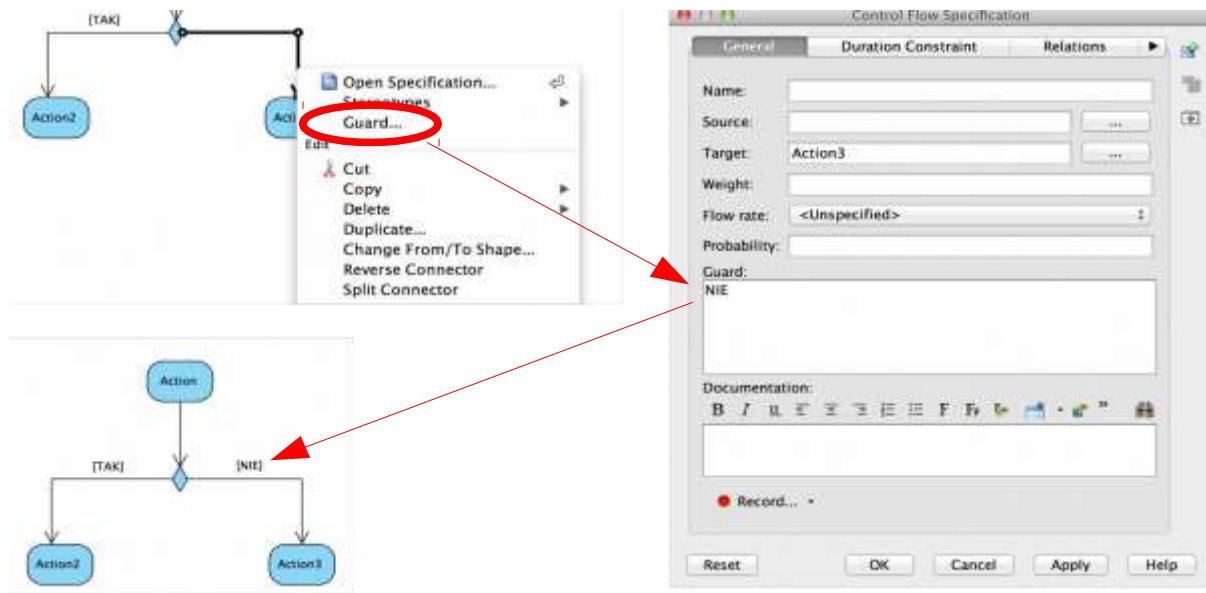 [TAK]
Action2
Open Specification...
Stereotypes
Guard...
Edit
Cut
Copy
Delete
Duplicate...
Change From/To Shape...
Reverse Connector
Split Connector
Action
[TAK]
[NIE]
Action2
Action3
Control Flow Specification
General Duration Constraint Relations
Name:
Source: ...
Target: Action3 ...
Weight:
Flow rate: <Unspecified>
Probability:
Guard:
NIE
Documentation:
B I U F
Record...
Reset OK Cancel Apply Help